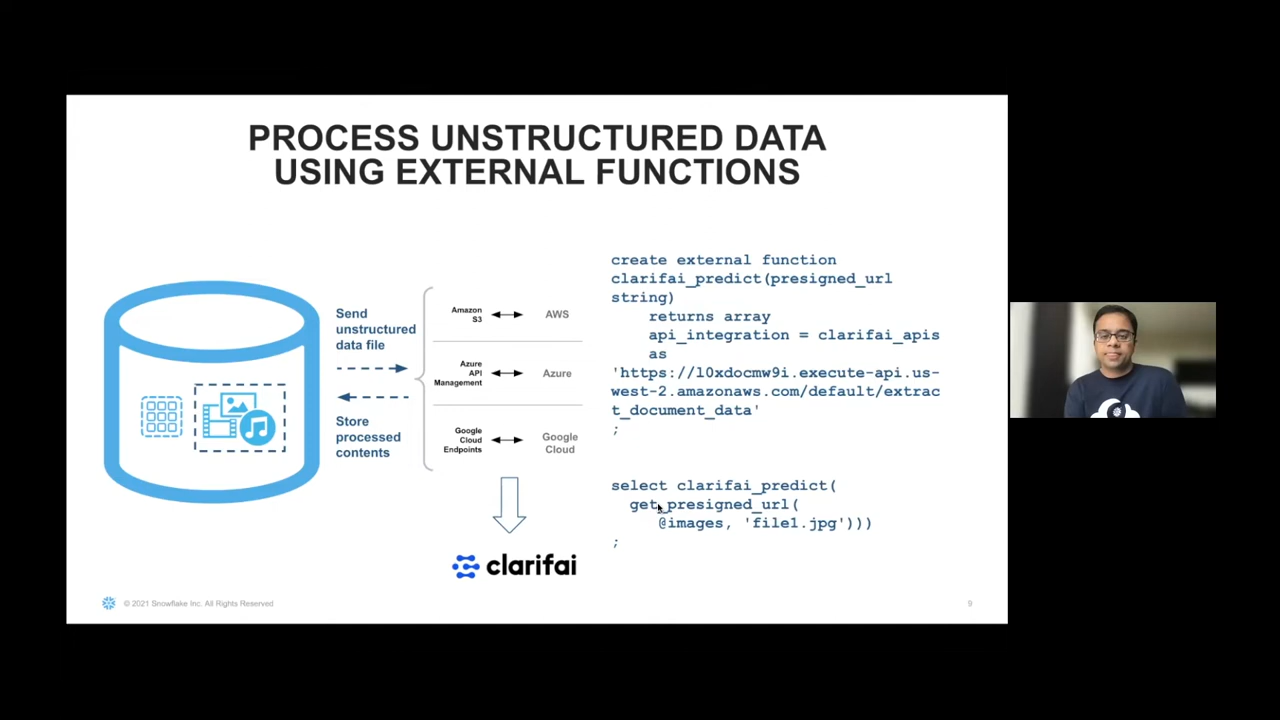 PROCESS UNSTRUCTURED DATA
USING EXTERNAL FUNCTIONS
Send
unstructured
data file
Store
processed
contents
Amazon
S3
AWS
Azure
API
Management
Azure
Google
Cloud
Endpoints
Google
Cloud
clarifai
create external function
clarifai_predict(presigned_url
string)
returns array
api_integration = clarifai_apis
as
'https://l0xdocmw9i.execute-api.us-
west-2.amazonaws.com/default/extrac
t_document_data'
;
select clarifai_predict(
get_presigned_url(
@images, 'file1.jpg')))
;
© 2021 Snowflake Inc. All Rights Reserved
9